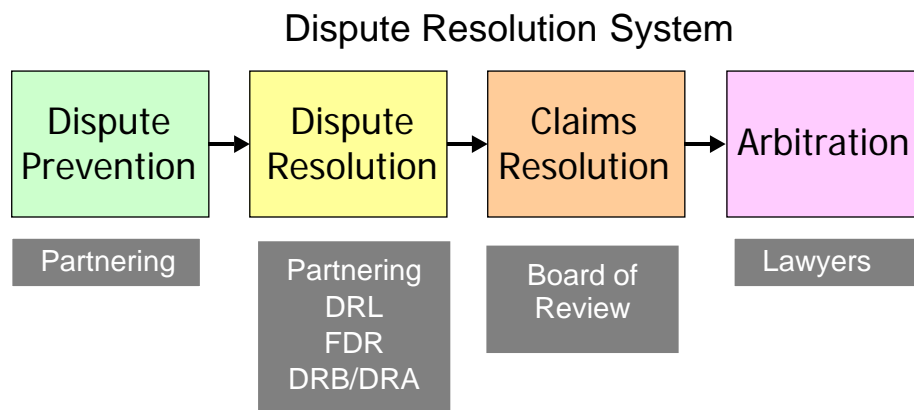 Dispute Resolution System
Dispute
Prevention
Dispute
Resolution
Claims
Resolution
Arbitration
Partnering
Partnering
DRL
FDR
DRB/DRA
Board of
Review
Lawyers